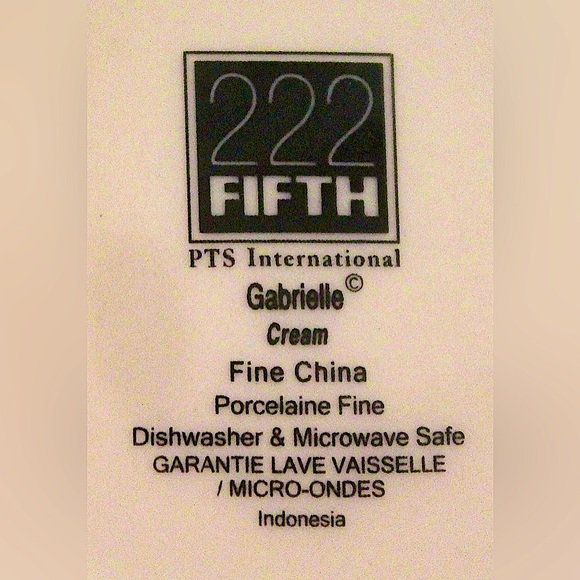 222
FIFTH
PTS International
Gabrielle©
Cream
Fine China
Porcelaine Fine
Dishwasher & Microwave Safe
GARANTIE LAVE VAISSELLE
/ MICRO-ONDES
Indonesia